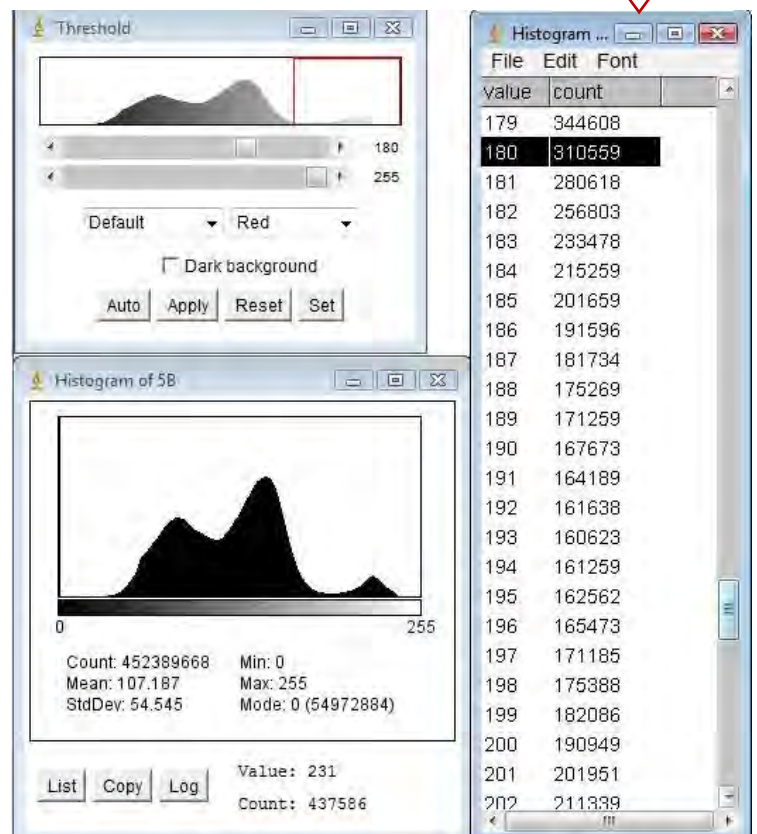 Threshold
180
255
Default Red
Dark background
Auto Apply Reset Set
Histogram of 5B
0 255
Count: 452389668 Min: 0
Mean: 107.187 Max: 255
StdDev: 54.545 Mode: 0 (54972884)
List Copy Log Value: 231
Count: 437586
Histogram ...
File Edit Font
value count
179 344608
180 310559
181 280618
182 256803
183 233478
184 215259
185 201659
186 191596
187 181734
188 175269
189 171259
190 167673
191 164189
192 161638
193 160623
194 161259
195 162562
196 165473
197 171185
198 175388
199 182086
200 190949
201 201951
202 211339